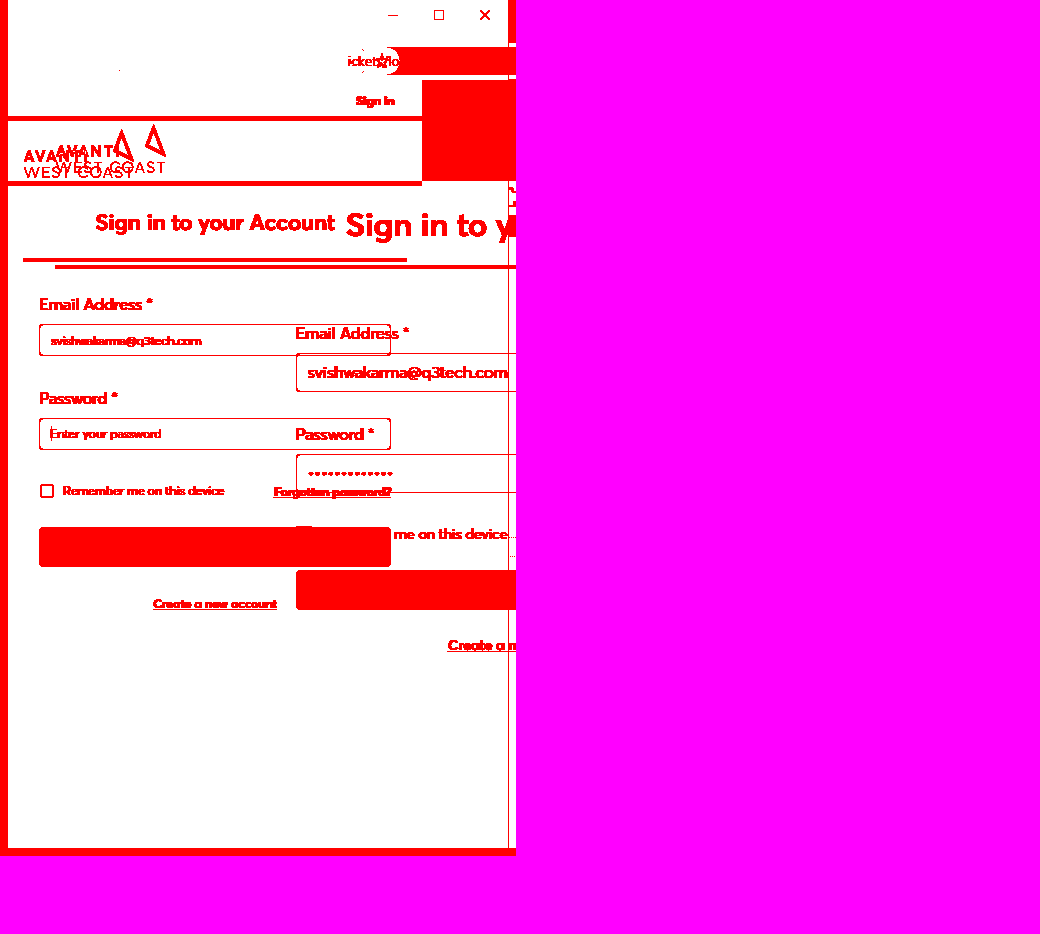 Sign in
AVANTI
WEST COAST
AVANTI
WEST COAST
Sign in to your Account
Sign in to y
Email Address *
Email Address *
svishwakarma@q3tech.com
svishwakarma@q3tech.com
Password *
Password *
Enter your password
Remember me on this device
Forgotten password?
me on this device
Create a new account
Create a